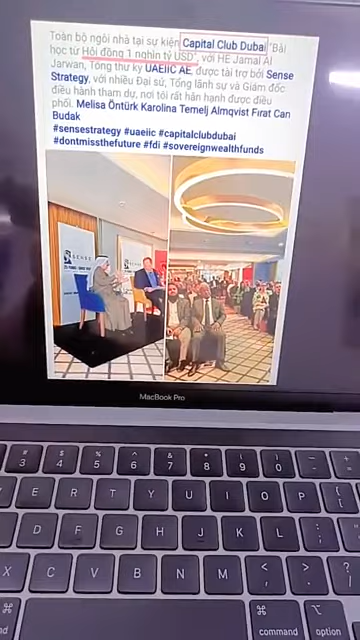 Toàn bộ ngôi nhà tại sự kiện Capital Club Dubai "Bài
học từ Hội đồng 1 nghìn tỷ USD", với HE Jamal Al
Jarwan, Tổng thư ký UAEIIC AE, được tài trợ bởi Sense
Strategy, với nhiều Đại sứ, Tổng lãnh sự và Giám đốc
điều hành tham dự, nơi tôi rất hân hạnh được điều
phối. Melisa Öntürk Karolina Temelj Almqvist Fırat Can
Budak
#sensestrategy #uaeiic #capitalclubdubai
#dontmissthefuture #fdi #sovereignwealthfunds
SENSE
MacBook Pro
# 3 $ 4 % 5 ^ 6 & 7 * 8 ( 9 ) 0 - + =
E R T Y U I O P {
D F G H J K L : ;
X C V B N M < , > . ?
⌘ ⌘ ⌥
command option